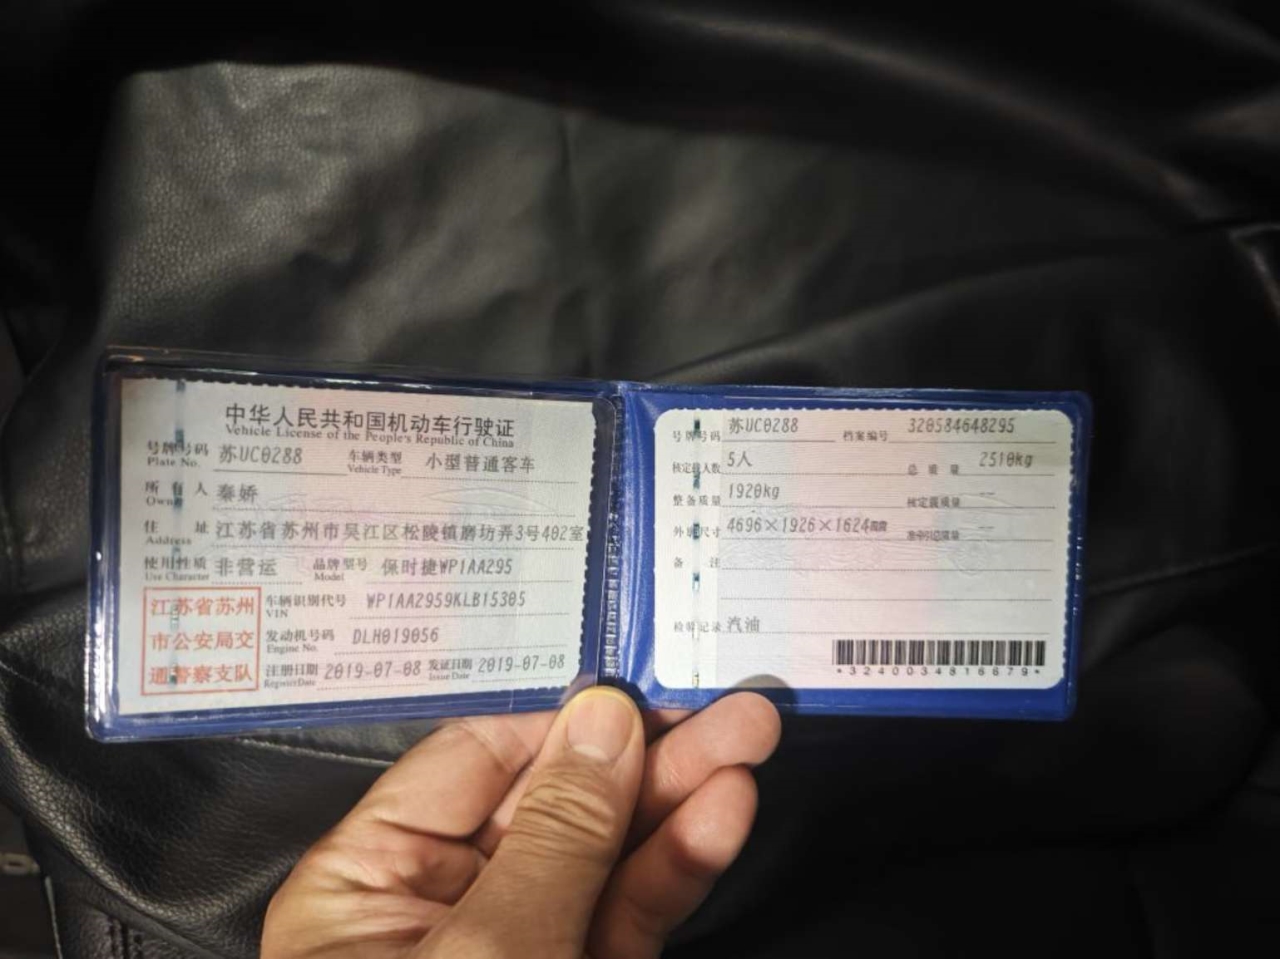 中华人民共和国机动车行驶证
Vehicle License of the People's Republic of China
号牌号码 苏UC0288 车辆类型 小型普通客车
Plate No. Vehicle Type
所有人 秦娇
Owner
住址 江苏省苏州市吴江区松陵镇磨坊弄3号402室
Address
使用性质 非营运 品牌型号 保时捷WP1AA295
Use Character Model
江苏省苏州
市公安局交
通警察支队
车辆识别代号 WP1AA2959KLB15305
VIN
发动机号码 DLH019056
Engine No.
注册日期 2019-07-08 发证日期 2019-07-08
Register Date Issue Date
号牌号码 苏UC0288 档案编号 320584648295
核定载人数 5人 总质量 2510kg
整备质量 1920kg 核定载质量 --
外廓尺寸 4696×1926×1624mm 准牵引总质量 --
备注
检验记录 汽油
*3240034816679*